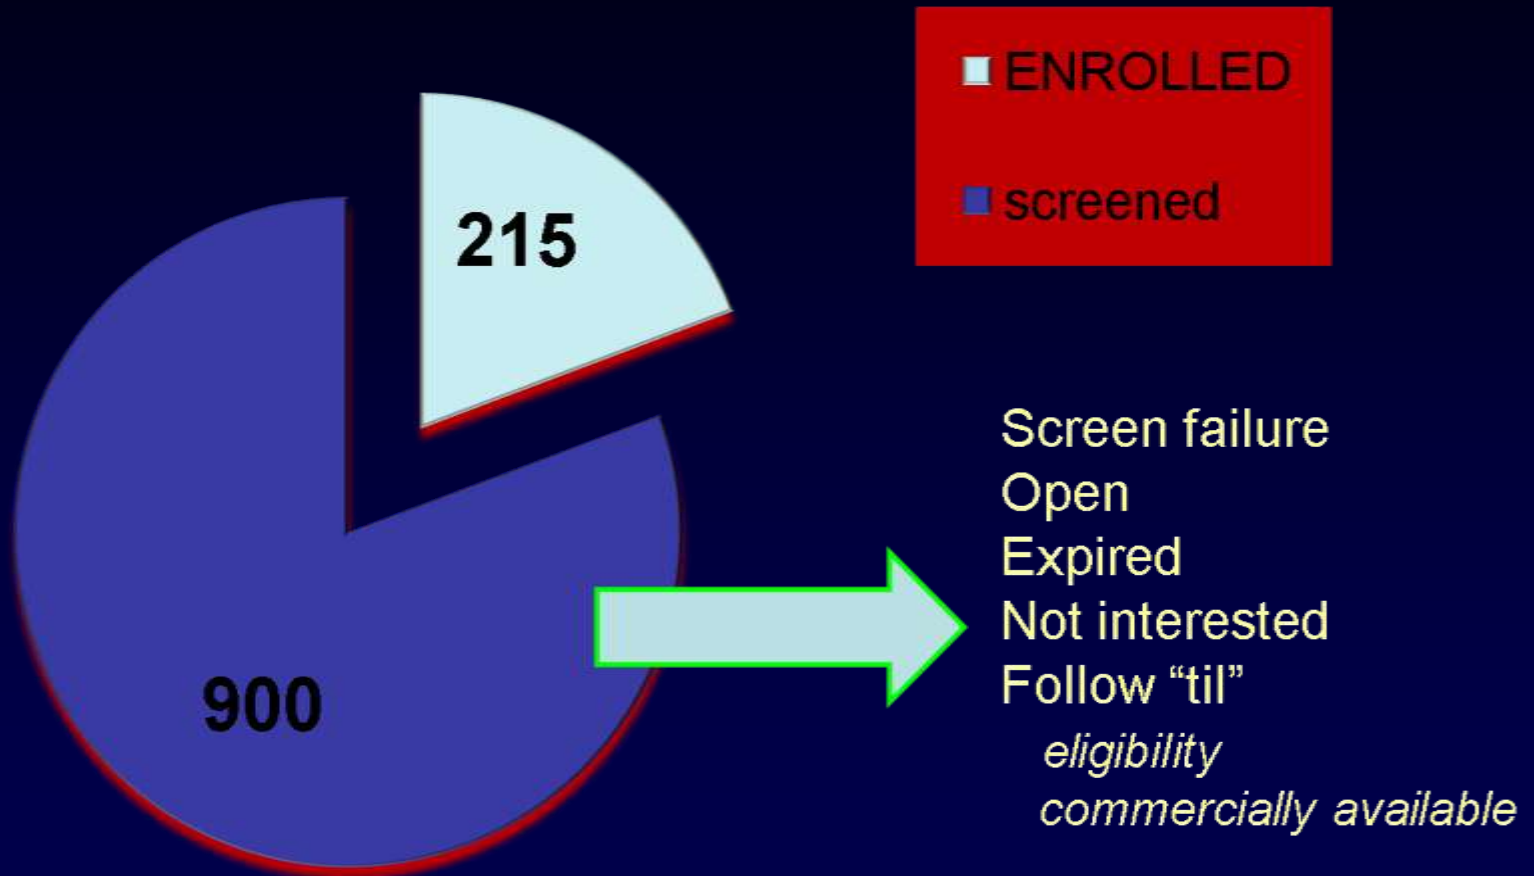 ENROLLED
screened
215
900
Screen failure
Open
Expired
Not interested
Follow “til”
eligibility
commercially available